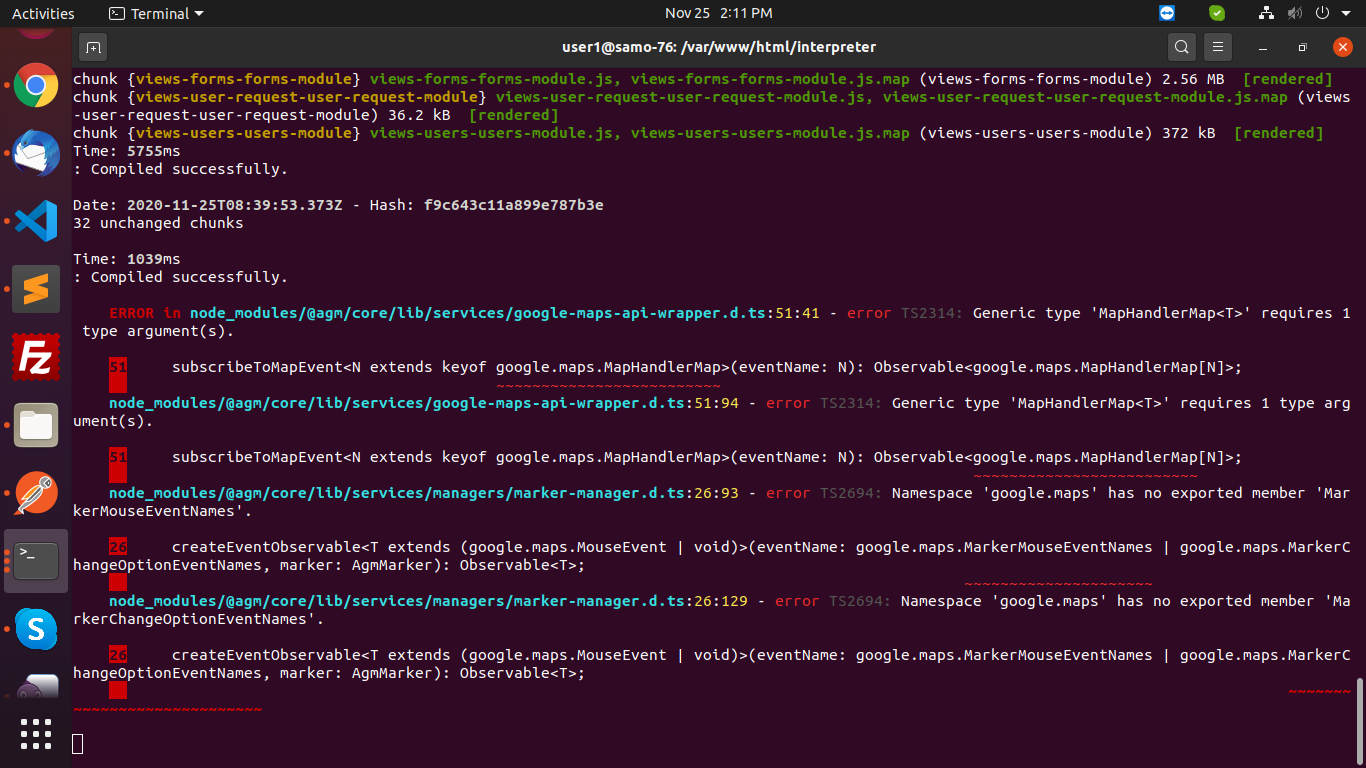 Activities
Terminal
Nov 25 2:11 PM
user1@samo-76: /var/www/html/interpreter
chunk {views-forms-forms-module} views-forms-forms-module.js, views-forms-forms-module.js.map (views-forms-forms-module) 2.56 MB [rendered]
chunk {views-user-request-user-request-module} views-user-request-user-request-module.js, views-user-request-user-request-module.js.map (views
-user-request-user-request-module) 36.2 kB [rendered]
chunk {views-users-users-module} views-users-users-module.js, views-users-users-module.js.map (views-users-users-module) 372 kB [rendered]
Time: 5755ms
: Compiled successfully.
Date: 2020-11-25T08:39:53.373Z - Hash: f9c643c11a899e787b3e
32 unchanged chunks
Time: 1039ms
: Compiled successfully.
ERROR in node_modules/@agm/core/lib/services/google-maps-api-wrapper.d.ts:51:41 - error TS2314: Generic type 'MapHandlerMap<T>' requires 1
type argument(s).
51 subscribeToMapEvent<N extends keyof google.maps.MapHandlerMap>(eventName: N): Observable<google.maps.MapHandlerMap[N]>;
~~~~~~~~~~~~~~~~~~~~~~~~~
node_modules/@agm/core/lib/services/google-maps-api-wrapper.d.ts:51:94 - error TS2314: Generic type 'MapHandlerMap<T>' requires 1 type arg
ument(s).
51 subscribeToMapEvent<N extends keyof google.maps.MapHandlerMap>(eventName: N): Observable<google.maps.MapHandlerMap[N]>;
~~~~~~~~~~~~~~~~~~~~~~~~~
node_modules/@agm/core/lib/services/managers/marker-manager.d.ts:26:93 - error TS2694: Namespace 'google.maps' has no exported member 'Mar
kerMouseEventNames'.
26 createEventObservable<T extends (google.maps.MouseEvent | void)>(eventName: google.maps.MarkerMouseEventNames | google.maps.MarkerC
hangeOptionEventNames, marker: AgmMarker): Observable<T>;
~~~~~~~~~~~~~~~~~~~~~
node_modules/@agm/core/lib/services/managers/marker-manager.d.ts:26:129 - error TS2694: Namespace 'google.maps' has no exported member 'Ma
rkerChangeOptionEventNames'.
26 createEventObservable<T extends (google.maps.MouseEvent | void)>(eventName: google.maps.MarkerMouseEventNames | google.maps.MarkerC
hangeOptionEventNames, marker: AgmMarker): Observable<T>;
~~~~~~~
~~~~~~~~~~~~~~~~~~~~~